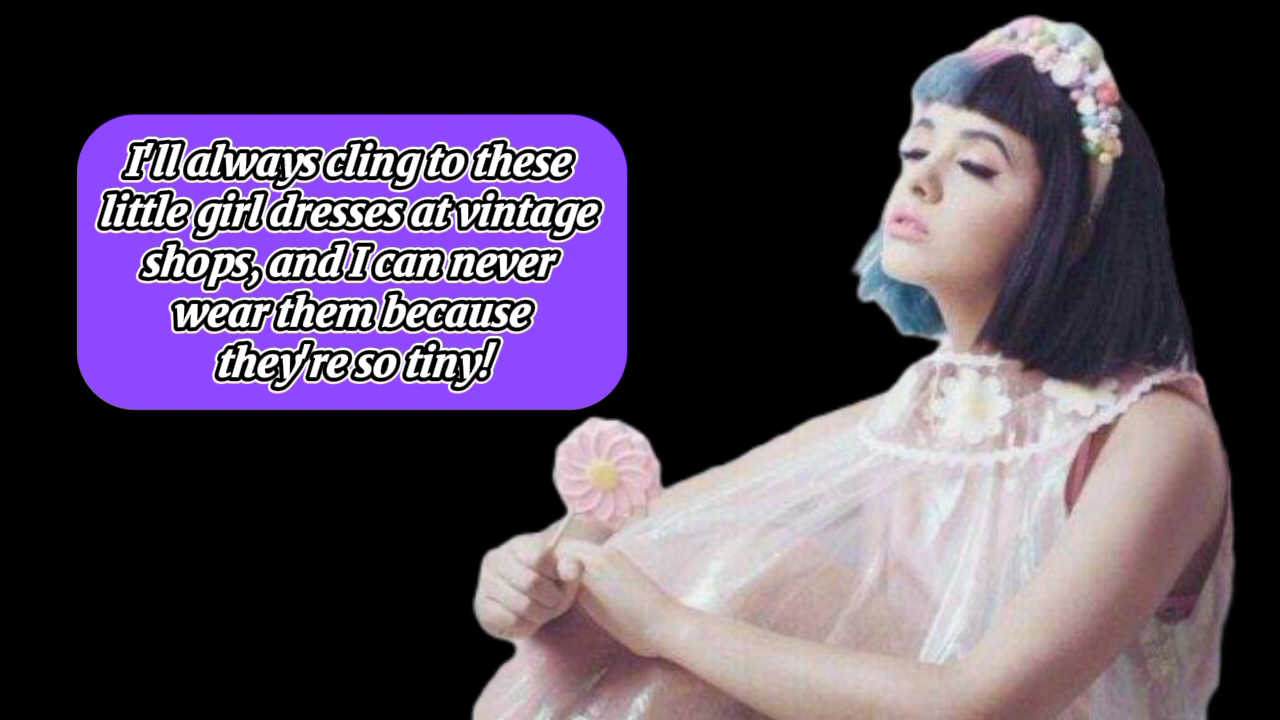 I'll always cling to these
little girl dresses at vintage
shops, and I can never
wear them because
they're so tiny!